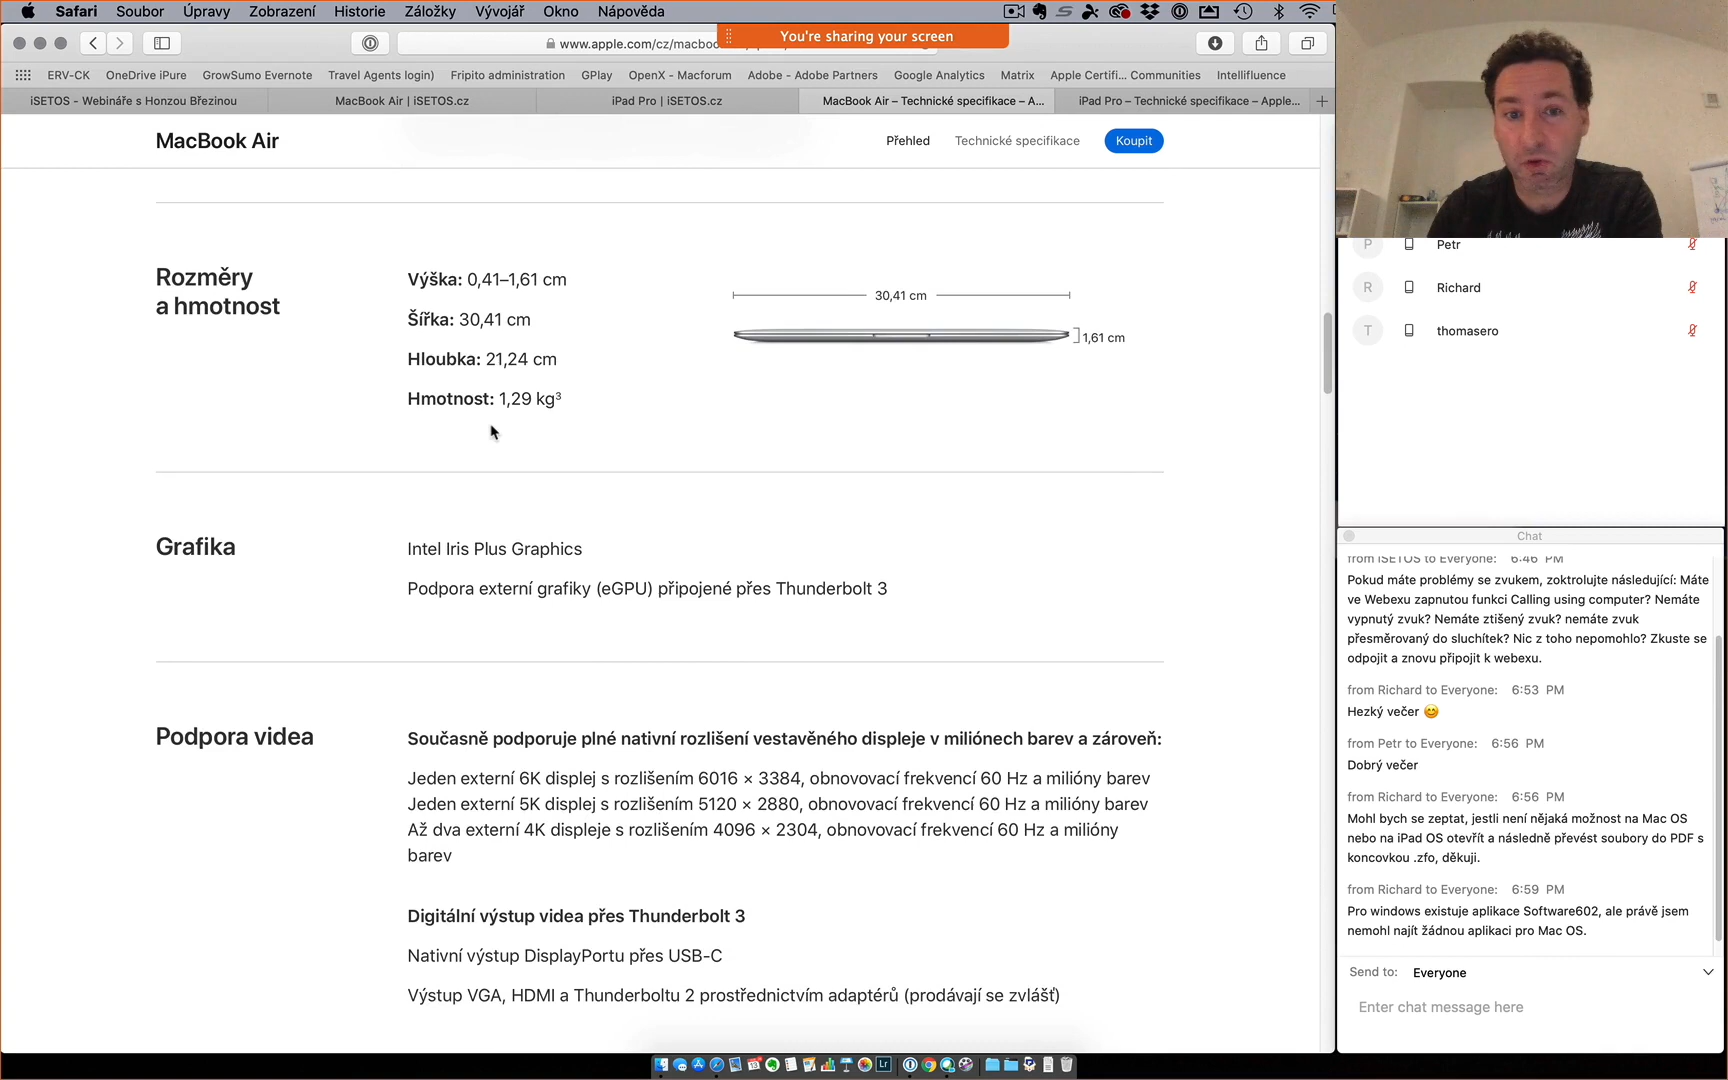 Safari Soubor Úpravy Zobrazení Historie Záložky Vývojář Okno Nápověda
You're sharing your screen
www.apple.com/cz/macboo
ERV-CK OneDrive iPure GrowSumo Evernote Travel Agents login) Fripito administration GPlay OpenX - Macforum Adobe - Adobe Partners Google Analytics Matrix Apple Certifi... Communities Intellifluence
iSETOS - Webináře s Honzou Březinou MacBook Air | iSETOS.cz iPad Pro | iSETOS.cz MacBook Air – Technické specifikace – A... iPad Pro – Technické specifikace – Apple...
MacBook Air
Přehled Technické specifikace Koupit
Rozměry
a hmotnost
Výška: 0,41–1,61 cm
Šířka: 30,41 cm
Hloubka: 21,24 cm
Hmotnost: 1,29 kg³
30,41 cm
1,61 cm
Grafika
Intel Iris Plus Graphics
Podpora externí grafiky (eGPU) připojené přes Thunderbolt 3
Podpora videa
Současně podporuje plné nativní rozlišení vestavěného displeje v miliónech barev a zároveň:
Jeden externí 6K displej s rozlišením 6016 × 3384, obnovovací frekvencí 60 Hz a milióny barev
Jeden externí 5K displej s rozlišením 5120 × 2880, obnovovací frekvencí 60 Hz a milióny barev
Až dva externí 4K displeje s rozlišením 4096 × 2304, obnovovací frekvencí 60 Hz a milióny
barev
Digitální výstup videa přes Thunderbolt 3
Nativní výstup DisplayPortu přes USB-C
Výstup VGA, HDMI a Thunderboltu 2 prostřednictvím adaptérů (prodávají se zvlášť)
P Petr
R Richard
T thomasero
Chat
from iSETOS to Everyone: 6:46 PM
Pokud máte problémy se zvukem, zoktrolujte následující: Máte
ve Webexu zapnutou funkci Calling using computer? Nemáte
vypnutý zvuk? Nemáte ztišený zvuk? nemáte zvuk
přesměrovaný do sluchítek? Nic z toho nepomohlo? Zkuste se
odpojit a znovu připojit k webexu.
from Richard to Everyone: 6:53 PM
Hezký večer 😊
from Petr to Everyone: 6:56 PM
Dobrý večer
from Richard to Everyone: 6:56 PM
Mohl bych se zeptat, jestli není nějaká možnost na Mac OS
nebo na iPad OS otevřít a následně převést soubory do PDF s
koncovkou .zfo, děkuji.
from Richard to Everyone: 6:59 PM
Pro windows existuje aplikace Software602, ale právě jsem
nemohl najít žádnou aplikaci pro Mac OS.
Send to: Everyone
Enter chat message here
Lr